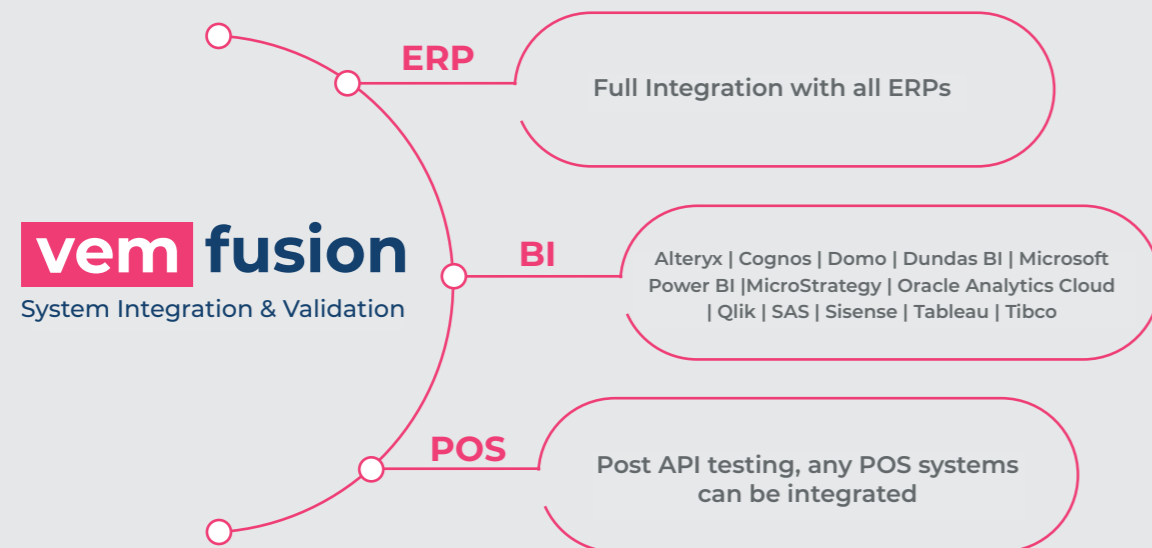 ERP
Full Integration with all ERPs
vem fusion
System Integration & Validation
BI
Alteryx | Cognos | Domo | Dundas BI | Microsoft
Power BI |MicroStrategy | Oracle Analytics Cloud
| Qlik | SAS | Sisense | Tableau | Tibco
POS
Post API testing, any POS systems
can be integrated